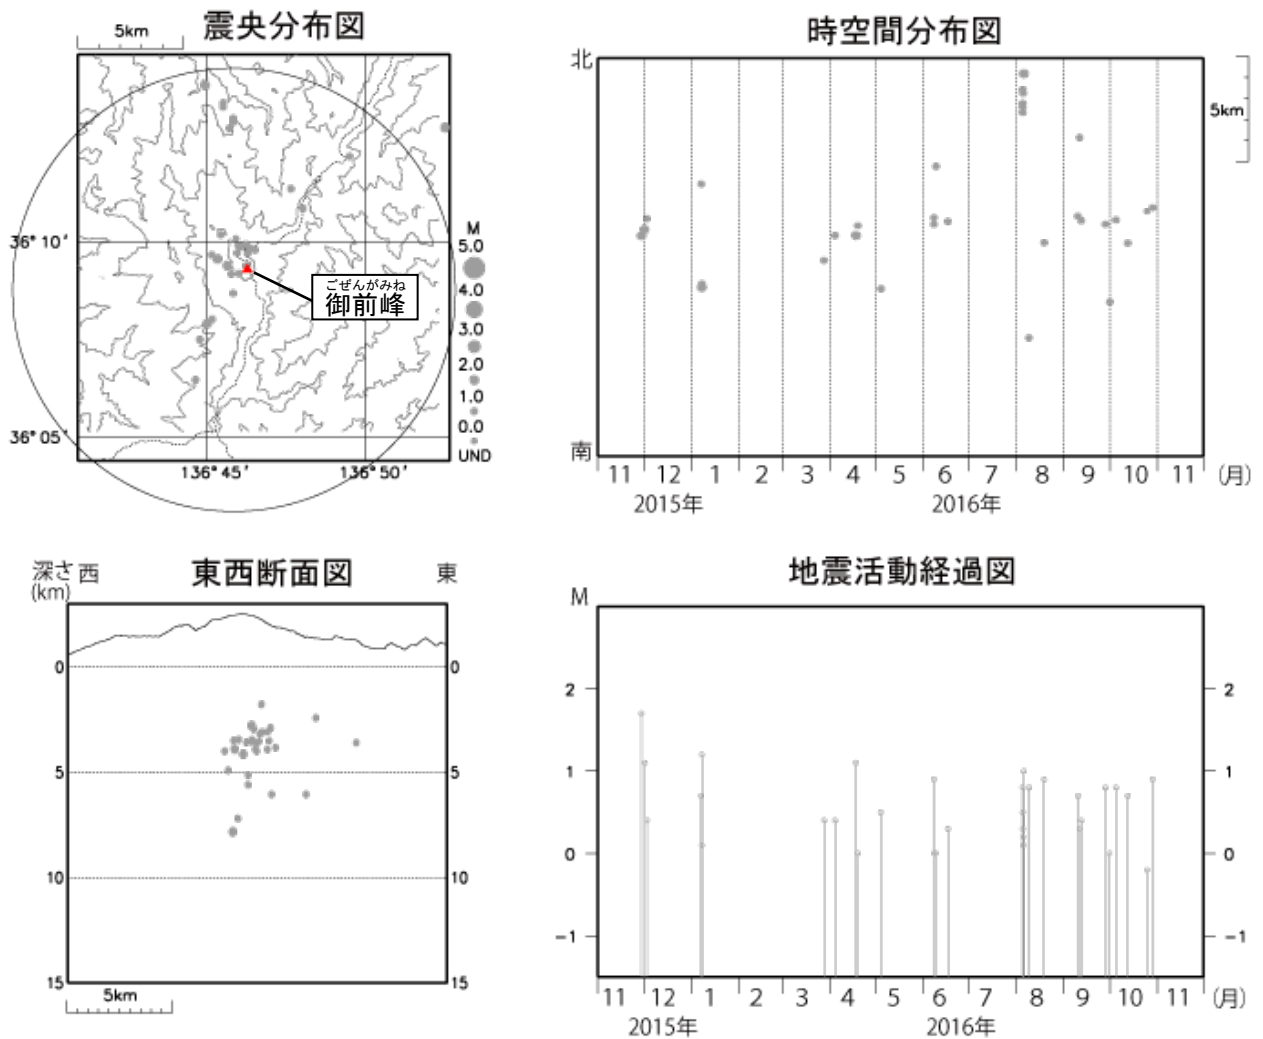 震央分布図
5km
36°10′
36°05′
136°45′
136°50′
ごぜんがみね
御前峰
M
5.0
4.0
3.0
2.0
1.0
0.0
UND
時空間分布図
北
南
5km
11 12 1 2 3 4 5 6 7 8 9 10 11 (月)
2015年 2016年
東西断面図
深さ 西 東
(km)
0 0
5 5
10 10
15 15
5km
地震活動経過図
M
2 2
1 1
0 0
-1 -1
11 12 1 2 3 4 5 6 7 8 9 10 11 (月)
2015年 2016年